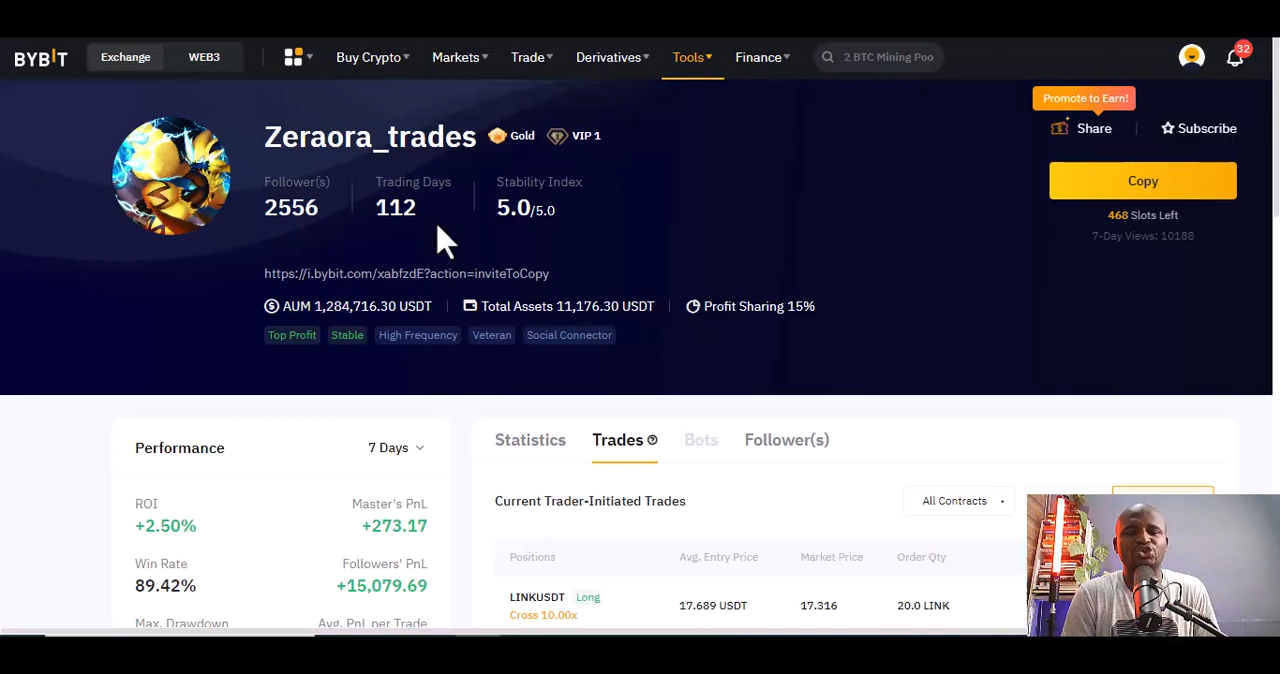 BYBIT Exchange WEB3 Buy Crypto Markets Trade Derivatives Tools Finance 2 BTC Mining Poo 32
Promote to Earn!
Zeraora_trades Gold VIP 1 Share Subscribe
Follower(s) Trading Days Stability Index
2556 112 5.0/5.0
Copy
468 Slots Left
7-Day Views: 10188
https://i.bybit.com/xabfzdE?action=inviteToCopy
AUM 1,284,716.30 USDT Total Assets 11,176.30 USDT Profit Sharing 15%
Top Profit Stable High Frequency Veteran Social Connector
Performance 7 Days
ROI Master's PnL
+2.50% +273.17
Win Rate Followers' PnL
89.42% +15,079.69
Max. Drawdown Avg. PnL per Trade
Statistics Trades Bots Follower(s)
Current Trader-Initiated Trades All Contracts
Positions Avg. Entry Price Market Price Order Qty
LINKUSDT Long 17.689 USDT 17.316 20.0 LINK
Cross 10.00x